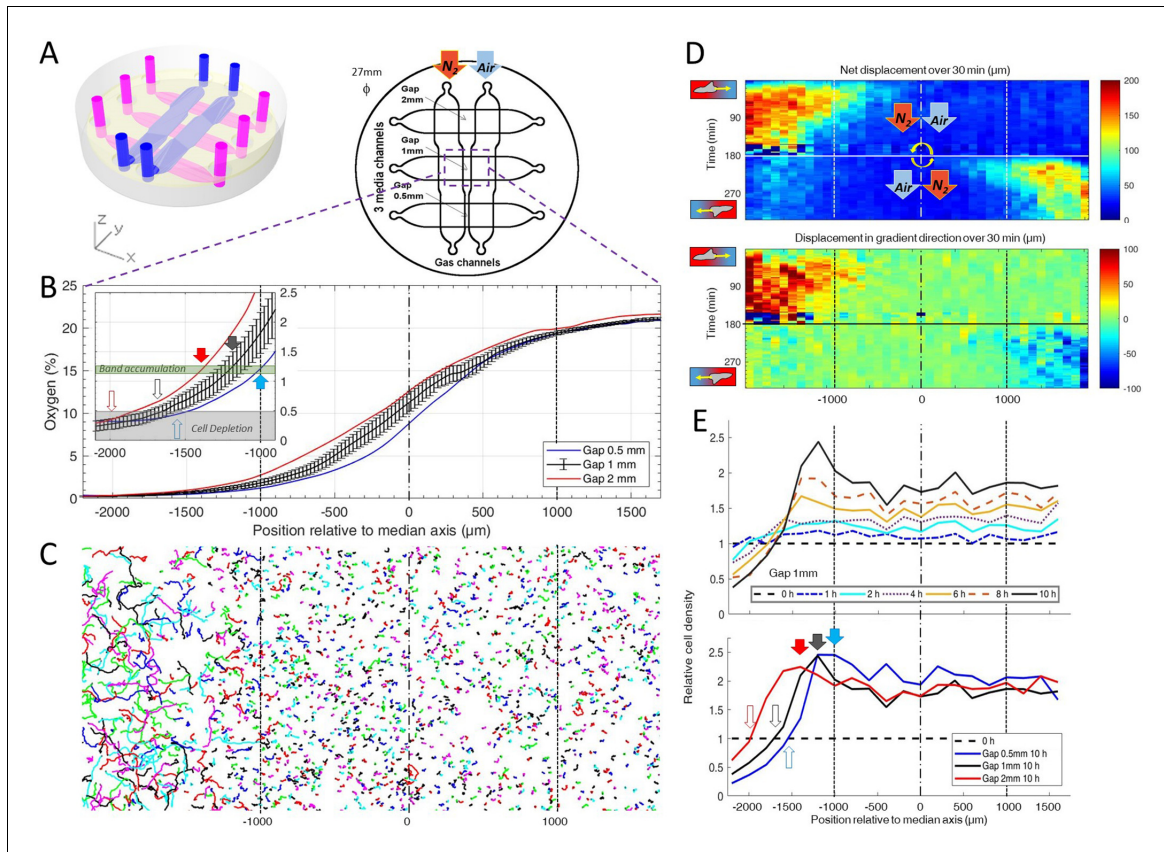 A
27mm
ϕ
N2
Air
Gap
2mm
Gap
1mm
Gap
0.5mm
3 media channels
Gas channels
z
y
x
B
Oxygen (%)
25
20
15
10
5
0
2.5
2
1.5
1
0.5
0
Band accumulation
Cell Depletion
-2000
-1500
-1000
Gap 0.5 mm
Gap 1 mm
Gap 2 mm
-2000
-1500
-1000
-500
0
500
1000
1500
Position relative to median axis (μm)
C
-1000
0
1000
D
Net displacement over 30 min (μm)
Time (min)
90
180
270
N2
Air
Air
N2
200
150
100
50
0
Displacement in gradient direction over 30 min (μm)
Time (min)
90
180
270
100
50
0
-50
-100
-1000
0
1000
E
Relative cell density
2.5
2
1.5
1
0.5
0
Gap 1mm
0 h
1 h
2 h
4 h
6 h
8 h
10 h
2.5
2
1.5
1
0.5
0
0 h
Gap 0.5mm 10 h
Gap 1mm 10 h
Gap 2mm 10 h
-2000
-1500
-1000
-500
0
500
1000
1500
Position relative to median axis (μm)